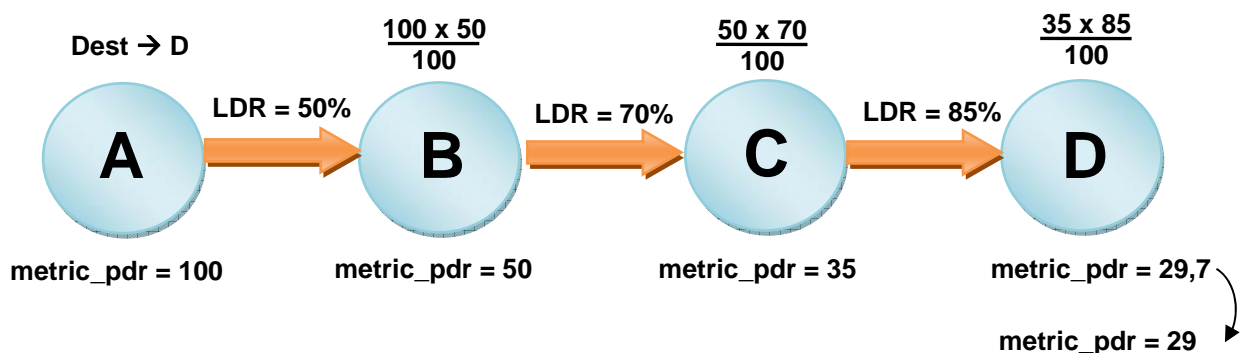 Dest → D
100 x 50
100
50 x 70
100
35 x 85
100
LDR = 50%
LDR = 70%
LDR = 85%
A
B
C
D
metric_pdr = 100
metric_pdr = 50
metric_pdr = 35
metric_pdr = 29,7
metric_pdr = 29